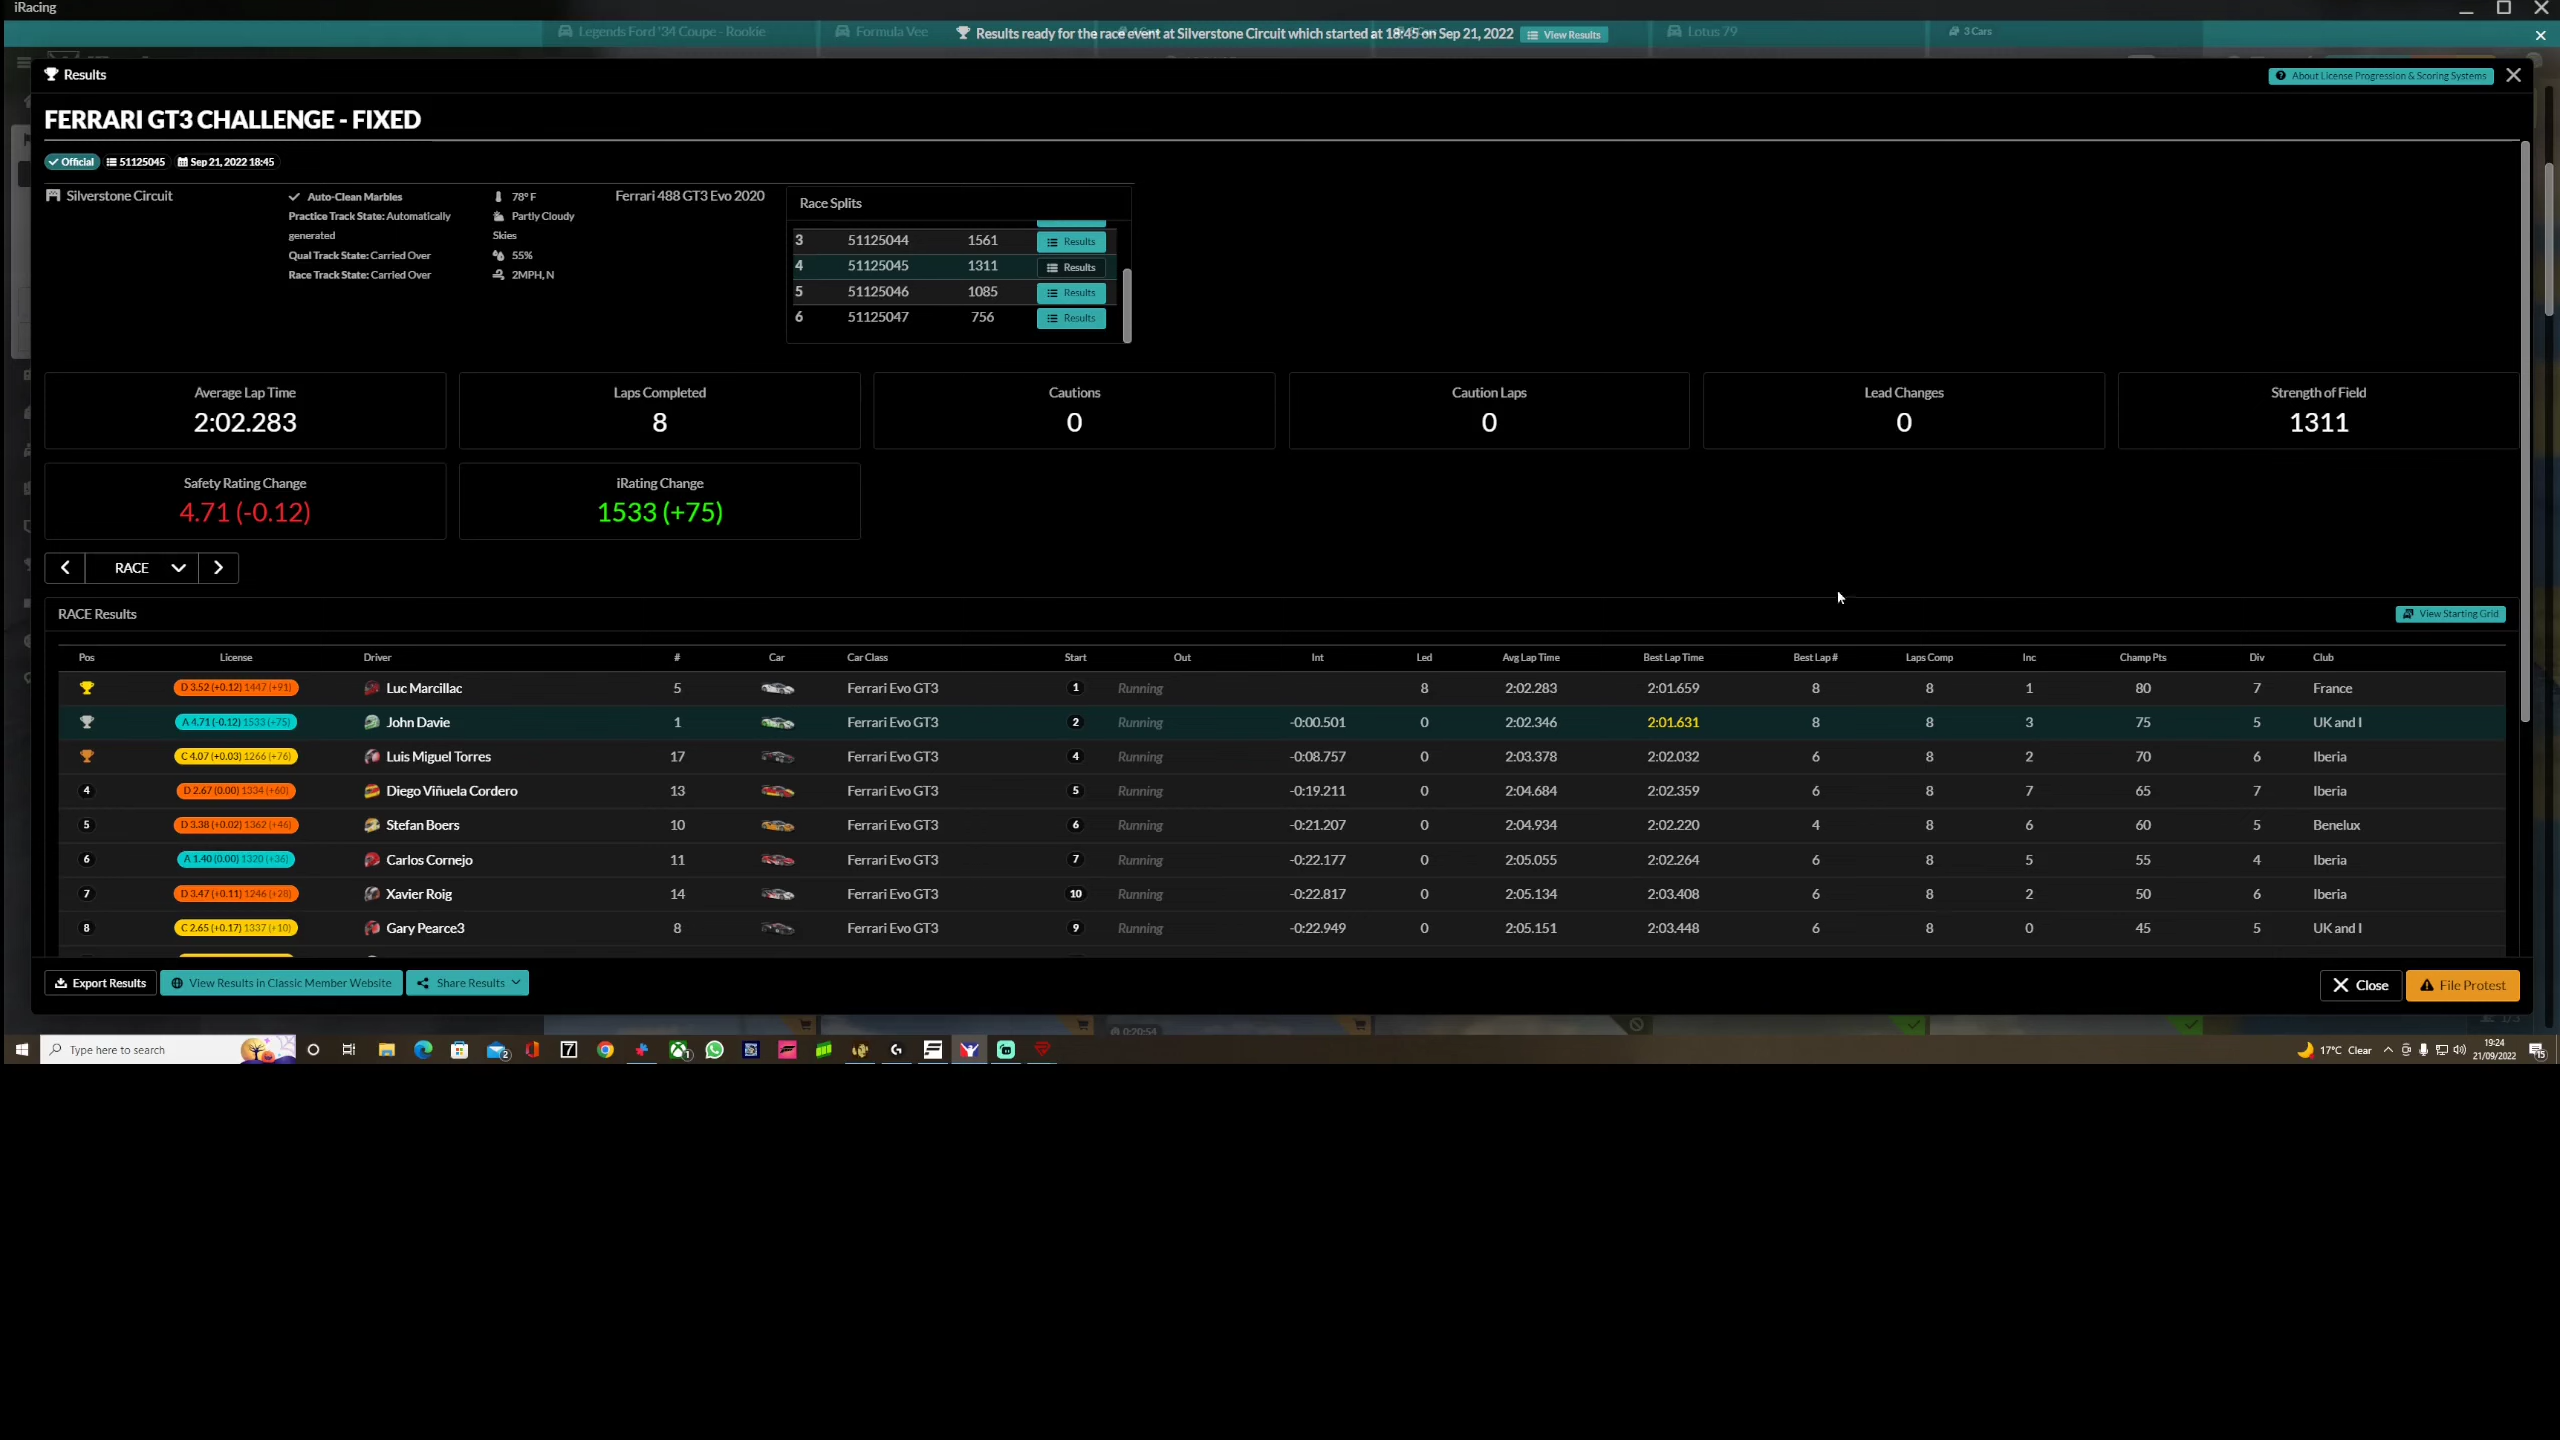 iRacing
Legends Ford '34 Coupe - Rookie
Formula Vee
Results ready for the race event at Silverstone Circuit which started at 18:45 on Sep 21, 2022
View Results
Lotus 79
3 Cars
Results
About License Progression & Scoring Systems
FERRARI GT3 CHALLENGE - FIXED
Official 51125045 Sep 21, 2022 18:45
Silverstone Circuit
Auto-Clean Marbles
Practice Track State: Automatically
generated
Qual Track State: Carried Over
Race Track State: Carried Over
78° F
Partly Cloudy
Skies
55%
2MPH, N
Ferrari 488 GT3 Evo 2020
Race Splits
3 51125044 1561 Results
4 51125045 1311 Results
5 51125046 1085 Results
6 51125047 756 Results
Average Lap Time
2:02.283
Laps Completed
8
Cautions
0
Caution Laps
0
Lead Changes
0
Strength of Field
1311
Safety Rating Change
4.71 (-0.12)
iRating Change
1533 (+75)
RACE
RACE Results
View Starting Grid
Pos License Driver # Car Car Class Start Out Int Led Avg Lap Time Best Lap Time Best Lap # Laps Comp Inc Champ Pts Div Club
D 3.52 (+0.12) 1447 (+91) Luc Marcillac 5 Ferrari Evo GT3 1 Running 8 2:02.283 2:01.659 8 8 1 80 7 France
A 4.71 (-0.12) 1533 (+75) John Davie 1 Ferrari Evo GT3 2 Running -0:00.501 0 2:02.346 2:01.631 8 8 3 75 5 UK and I
C 4.07 (+0.03) 1266 (+76) Luis Miguel Torres 17 Ferrari Evo GT3 4 Running -0:08.757 0 2:03.378 2:02.032 6 8 2 70 6 Iberia
4 D 2.67 (0.00) 1334 (+60) Diego Viñuela Cordero 13 Ferrari Evo GT3 5 Running -0:19.211 0 2:04.684 2:02.359 6 8 7 65 7 Iberia
5 D 3.38 (+0.02) 1362 (+46) Stefan Boers 10 Ferrari Evo GT3 6 Running -0:21.207 0 2:04.934 2:02.220 4 8 6 60 5 Benelux
6 A 1.40 (0.00) 1320 (+36) Carlos Cornejo 11 Ferrari Evo GT3 7 Running -0:22.177 0 2:05.055 2:02.264 6 8 5 55 4 Iberia
7 D 3.47 (+0.11) 1246 (+28) Xavier Roig 14 Ferrari Evo GT3 10 Running -0:22.817 0 2:05.134 2:03.408 6 8 2 50 6 Iberia
8 C 2.65 (+0.17) 1337 (+10) Gary Pearce3 8 Ferrari Evo GT3 9 Running -0:22.949 0 2:05.151 2:03.448 6 8 0 45 5 UK and I
Export Results
View Results in Classic Member Website
Share Results
Close
File Protest
0:20:54
Type here to search
17°C Clear
19:24
21/09/2022